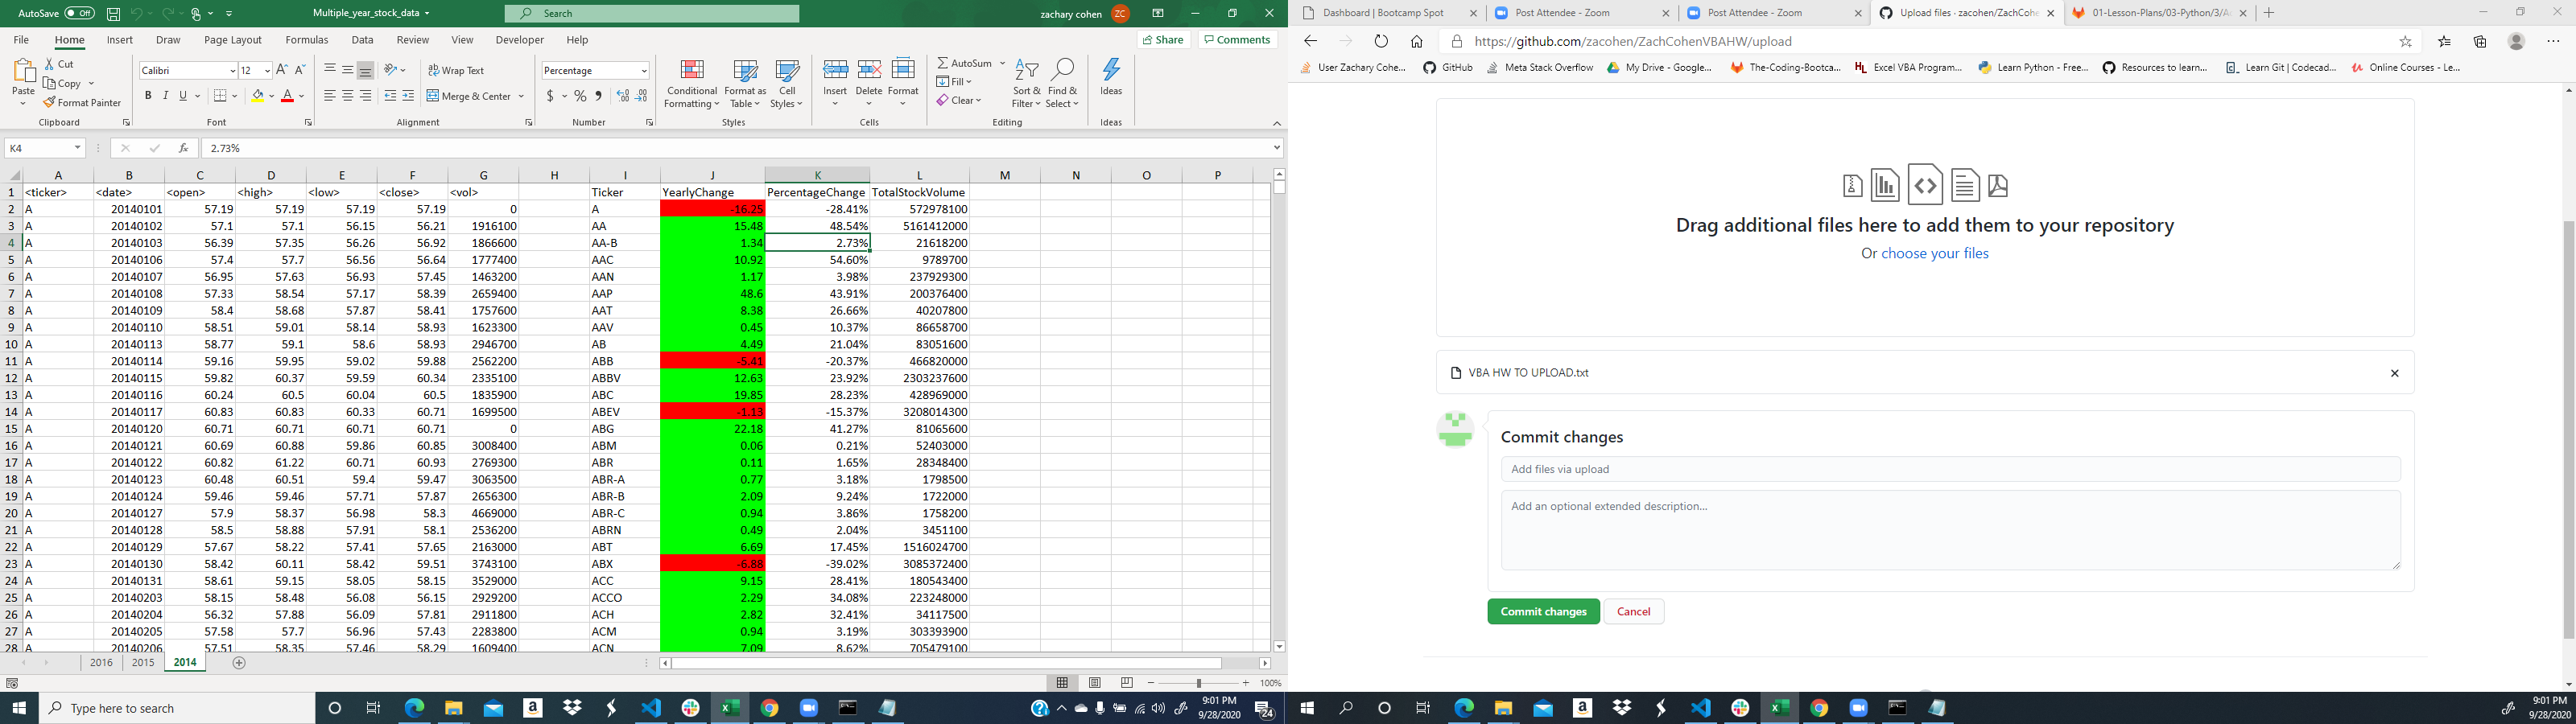 AutoSave Off Multiple_year_stock_data Search zachary cohen ZC
File Home Insert Draw Page Layout Formulas Data Review View Developer Help Share Comments
Paste Cut Copy Format Painter Clipboard
Calibri 12 B I U Font
Wrap Text Merge & Center Alignment
Percentage $ % Number
Conditional Formatting Format as Table Cell Styles Styles
Insert Delete Format Cells
AutoSum Fill Clear Sort & Filter Find & Select Editing
Ideas Ideas
K4 fx 2.73%
A B C D E F G H I J K L M N O P
1 <ticker> <date> <open> <high> <low> <close> <vol> Ticker YearlyChange PercentageChange TotalStockVolume
2 A 20140101 57.19 57.19 57.19 57.19 0 A -16.25 -28.41% 572978100
3 A 20140102 57.1 57.1 56.15 56.21 1916100 AA 15.48 48.54% 5161412000
4 A 20140103 56.39 57.35 56.26 56.92 1866600 AA-B 1.34 2.73% 21618200
5 A 20140106 57.4 57.7 56.56 56.64 1777400 AAC 10.92 54.60% 9789700
6 A 20140107 56.95 57.63 56.93 57.45 1463200 AAN 1.17 3.98% 237929300
7 A 20140108 57.33 58.54 57.17 58.39 2659400 AAP 48.6 43.91% 200376400
8 A 20140109 58.4 58.68 57.87 58.41 1757600 AAT 8.38 26.66% 40207800
9 A 20140110 58.51 59.01 58.14 58.93 1623300 AAV 0.45 10.37% 86658700
10 A 20140113 58.77 59.1 58.6 58.93 2946700 AB 4.49 21.04% 83051600
11 A 20140114 59.16 59.95 59.02 59.88 2562200 ABB -5.41 -20.37% 466820000
12 A 20140115 59.82 60.37 59.59 60.34 2335100 ABBV 12.63 23.92% 2303237600
13 A 20140116 60.24 60.5 60.04 60.5 1835900 ABC 19.85 28.23% 428969000
14 A 20140117 60.83 60.83 60.33 60.71 1699500 ABEV -1.13 -15.37% 3208014300
15 A 20140120 60.71 60.71 60.71 60.71 0 ABG 22.18 41.27% 81065600
16 A 20140121 60.69 60.88 59.86 60.85 3008400 ABM 0.06 0.21% 52403000
17 A 20140122 60.82 61.22 60.71 60.93 2769300 ABR 0.11 1.65% 28348400
18 A 20140123 60.48 60.51 59.4 59.47 3063500 ABR-A 0.77 3.18% 1798500
19 A 20140124 59.46 59.46 57.71 57.87 2656300 ABR-B 2.09 9.24% 1722000
20 A 20140127 57.9 58.37 56.98 58.3 4669000 ABR-C 0.94 3.86% 1758200
21 A 20140128 58.5 58.88 57.91 58.1 2536200 ABRN 0.49 2.04% 3451100
22 A 20140129 57.67 58.22 57.41 57.65 2163000 ABT 6.69 17.45% 1516024700
23 A 20140130 58.42 60.11 58.42 59.51 3743100 ABX -6.88 -39.02% 3085372400
24 A 20140131 58.61 59.15 58.05 58.15 3529000 ACC 9.15 28.41% 180543400
25 A 20140203 58.15 58.48 56.08 56.15 2929200 ACCO 2.29 34.08% 223248000
26 A 20140204 56.32 57.88 56.09 57.81 2911800 ACH 2.82 32.41% 34117500
27 A 20140205 57.58 57.7 56.96 57.43 2283800 ACM 0.94 3.19% 303393900
28 A 20140206 57.51 58.35 57.46 58.29 1609400 ACN 7.09 8.62% 705479100
2016 2015 2014
100%
Type here to search 9:01 PM 9/28/2020 24
Dashboard | Bootcamp Spot Post Attendee - Zoom Post Attendee - Zoom Upload files · zacohen/ZachCohe 01-Lesson-Plans/03-Python/3/A
https://github.com/zacohen/ZachCohenVBAHW/upload
User Zachary Cohe... GitHub Meta Stack Overflow My Drive - Google... The-Coding-Bootca... Excel VBA Program... Learn Python - Free... Resources to learn... Learn Git | Codecad... Online Courses - Le...
Drag additional files here to add them to your repository
Or choose your files
VBA HW TO UPLOAD.txt
Commit changes
Add files via upload
Add an optional extended description...
Commit changes Cancel
9:01 PM
9/28/2020